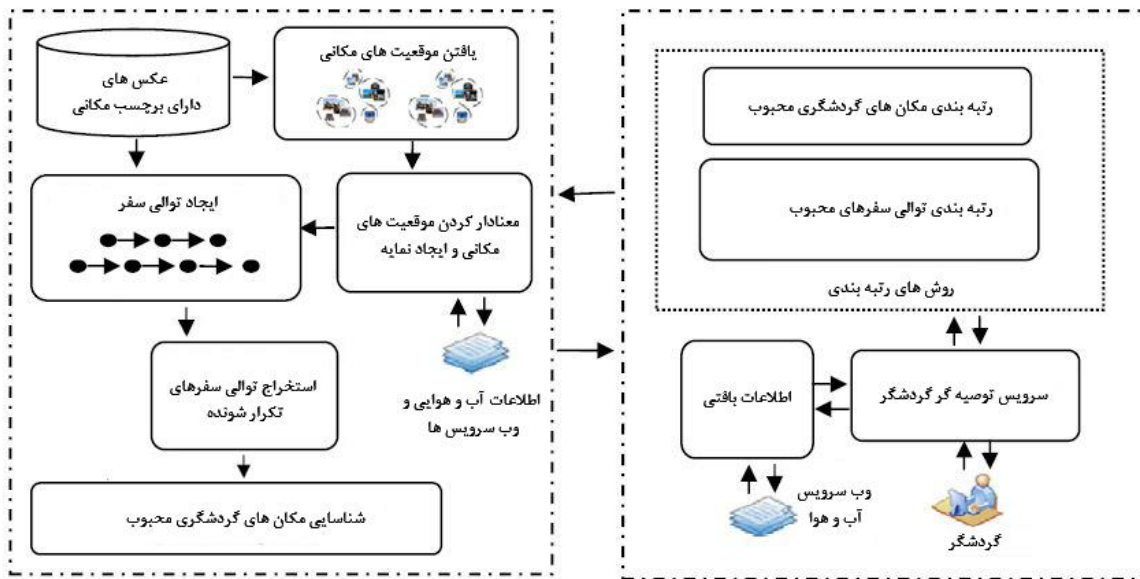 عکس های
دارای برچسب مکانی
یافتن موقعیت های مکانی
ایجاد توالی سفر
معنادار کردن موقعیت های
مکانی و ایجاد نمایه
اطلاعات آب و هوایی و
وب سرویس ها
استخراج توالی سفرهای
تکرار شونده
شناسایی مکان های گردشگری محبوب
رتبه بندی مکان های گردشگری محبوب
رتبه بندی توالی سفرهای محبوب
روش های رتبه بندی
سرویس توصیه گر گردشگر
اطلاعات بافتی
وب سرویس
آب و هوا
گردشگر